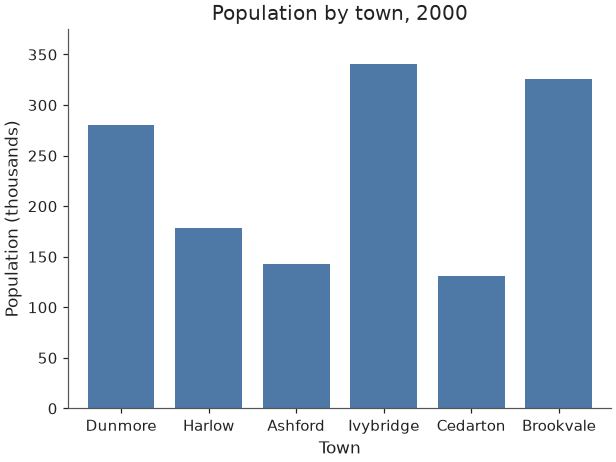 Population by town, 2000
Population (thousands)
350
300
250
200
150
100
50
0
Dunmore Harlow Ashford Ivybridge Cedarton Brookvale
Town